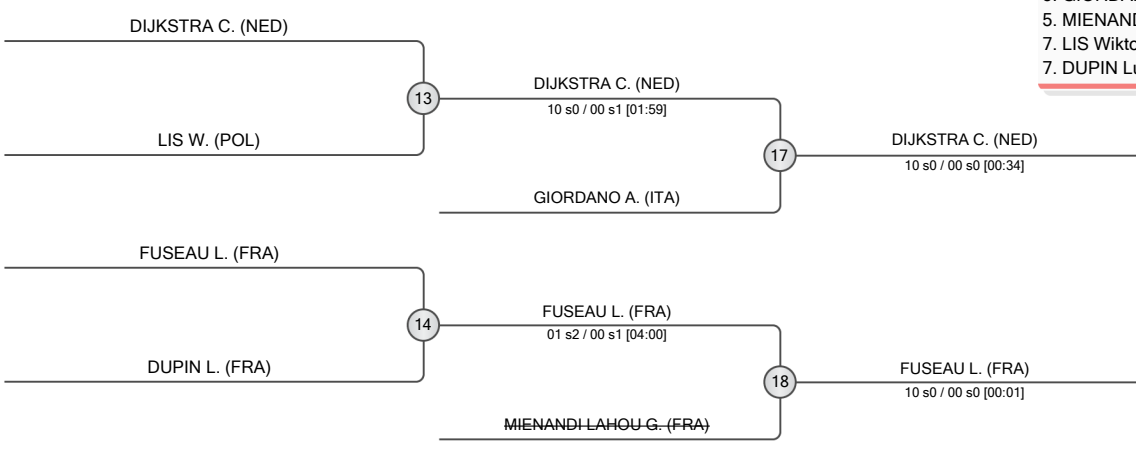 DIJKSTRA C. (NED)
13
LIS W. (POL)
DIJKSTRA C. (NED)
10 s0 / 00 s1 [01:59]
17
GIORDANO A. (ITA)
DIJKSTRA C. (NED)
10 s0 / 00 s0 [00:34]
FUSEAU L. (FRA)
14
DUPIN L. (FRA)
FUSEAU L. (FRA)
01 s2 / 00 s1 [04:00]
18
MIENANDI LAHOU G. (FRA)
FUSEAU L. (FRA)
10 s0 / 00 s0 [00:01]
5. MIENAND
7. LIS Wikto
7. DUPIN Lu